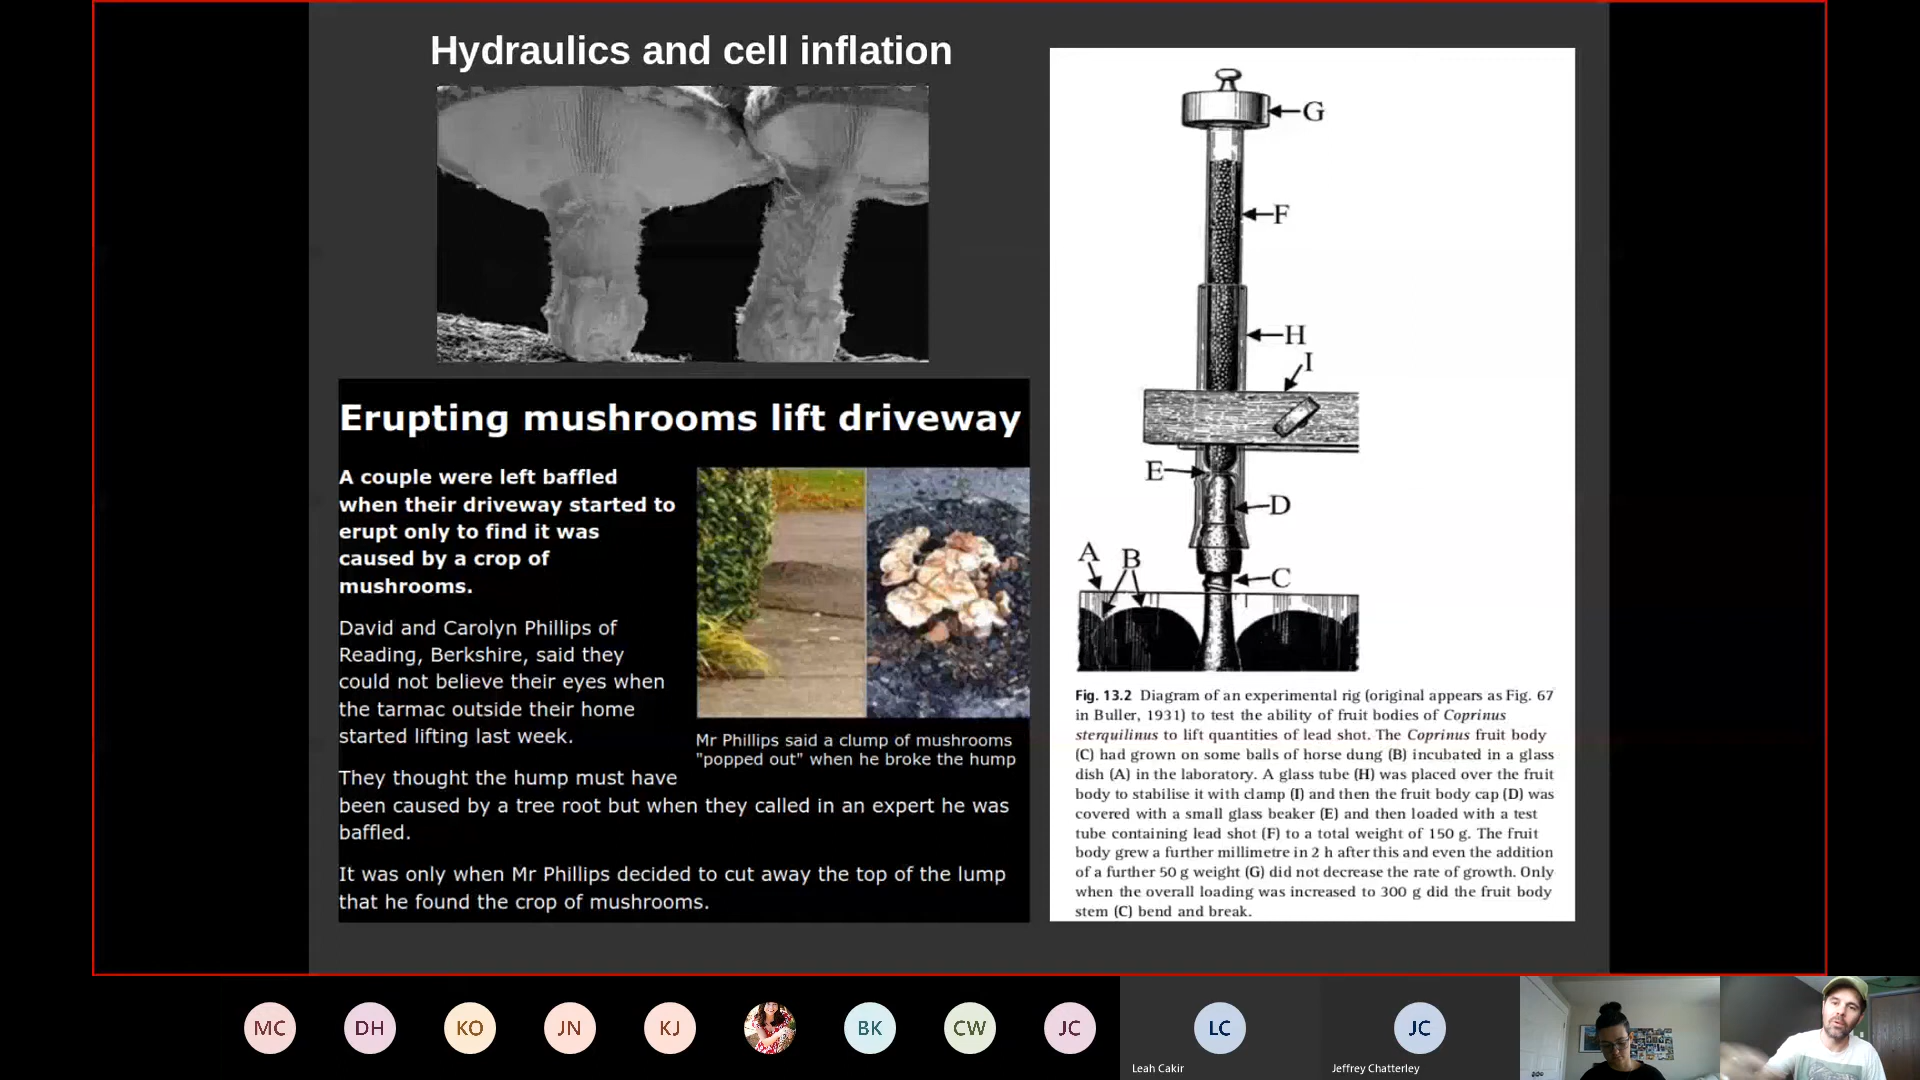 Hydraulics and cell inflation
Erupting mushrooms lift driveway
A couple were left baffled
when their driveway started to
erupt only to find it was
caused by a crop of
mushrooms.
David and Carolyn Phillips of
Reading, Berkshire, said they
could not believe their eyes when
the tarmac outside their home
started lifting last week.
Mr Phillips said a clump of mushrooms
"popped out" when he broke the hump
They thought the hump must have
been caused by a tree root but when they called in an expert he was
baffled.
It was only when Mr Phillips decided to cut away the top of the lump
that he found the crop of mushrooms.
G
F
H
I
E
D
A
B
C
Fig. 13.2 Diagram of an experimental rig (original appears as Fig. 67
in Buller, 1931) to test the ability of fruit bodies of Coprinus
sterquilinus to lift quantities of lead shot. The Coprinus fruit body
(C) had grown on some balls of horse dung (B) incubated in a glass
dish (A) in the laboratory. A glass tube (H) was placed over the fruit
body to stabilise it with clamp (I) and then the fruit body cap (D) was
covered with a small glass beaker (E) and then loaded with a test
tube containing lead shot (F) to a total weight of 150 g. The fruit
body grew a further millimetre in 2 h after this and even the addition
of a further 50 g weight (G) did not decrease the rate of growth. Only
when the overall loading was increased to 300 g did the fruit body
stem (C) bend and break.
MC
DH
KO
JN
KJ
BK
CW
JC
LC
JC
Leah Cakir
Jeffrey Chatterley